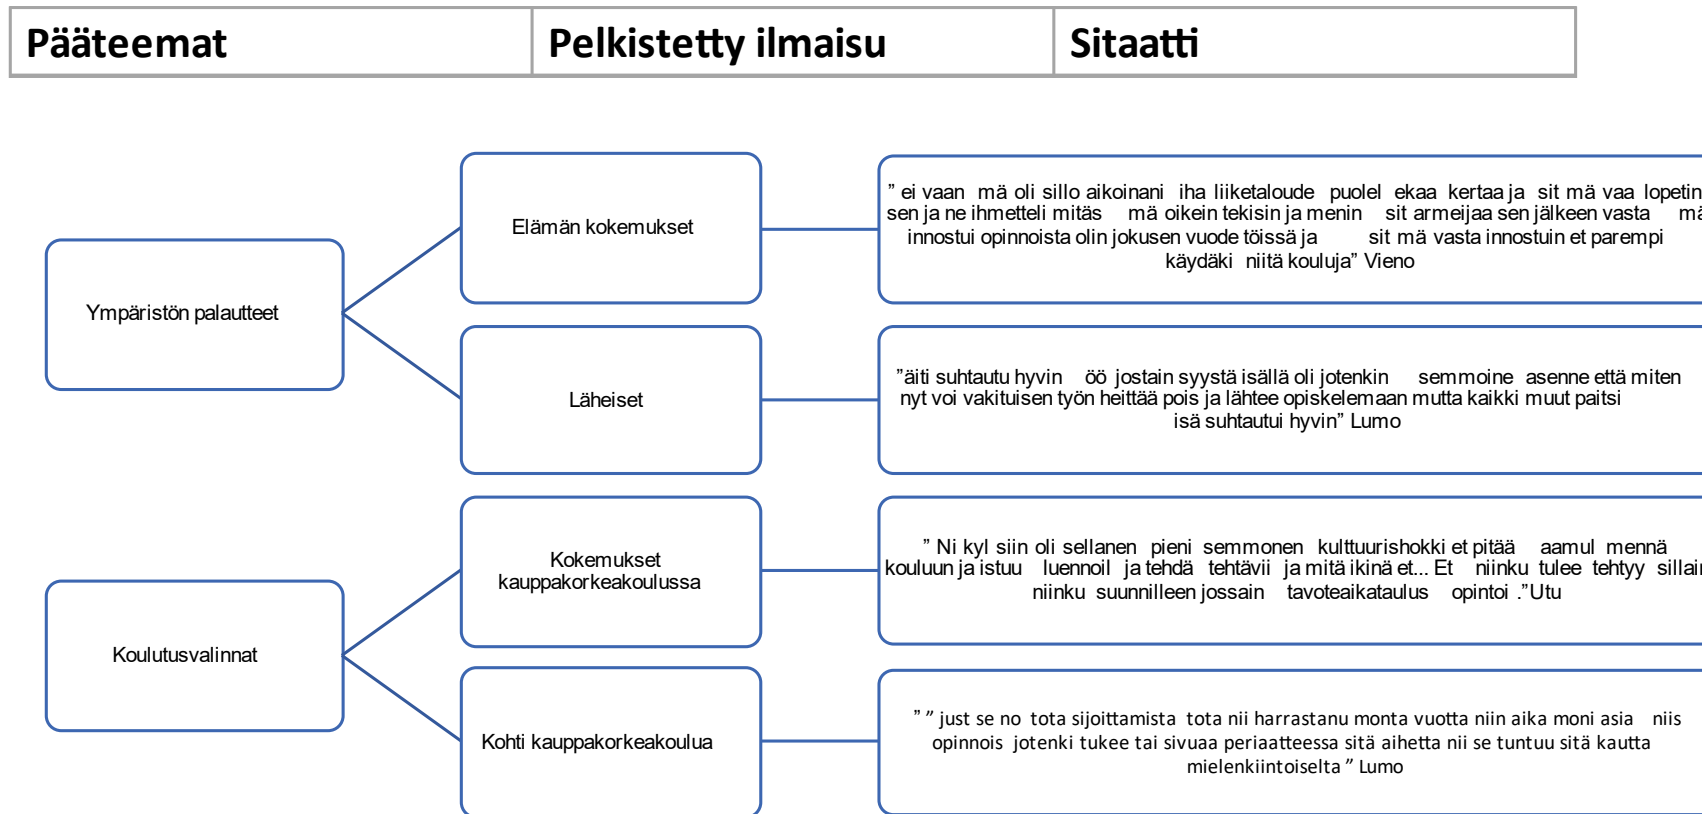 Pääteemat
Pelkistetty ilmaisu
Sitaatti
Ympäristön palautteet
Elämän kokemukset
” ei vaan mä oli sillo aikoinani iha liiketaloude puolel ekaa kertaa ja sit mä vaa lopetin
sen ja ne ihmetteli mitäs mä oikein tekisin ja menin sit armeijaa sen jälkeen vasta mä
innostui opinnoista olin jokusen vuode töissä ja sit mä vasta innostuin et parempi
käydäki niitä kouluja” Vieno
Läheiset
”äiti suhtautu hyvin öö jostain syystä isällä oli jotenkin semmoine asenne että miten
nyt voi vakituisen työn heittää pois ja lähtee opiskelemaan mutta kaikki muut paitsi
isä suhtautui hyvin” Lumo
Koulutusvalinnat
Kokemukset
kauppakorkeakoulussa
” Ni kyl siin oli sellanen pieni semmonen kulttuurishokki et pitää aamul mennä
kouluun ja istuu luennoil ja tehdä tehtävii ja mitä ikinä et... Et niinku tulee tehtyy sillain
niinku suunnilleen jossain tavoteaikataulus opintoi .”Utu
Kohti kauppakorkeakoulua
” ” just se no tota sijoittamista tota nii harrastanu monta vuotta niin aika moni asia niis
opinnois jotenki tukee tai sivuaa periaatteessa sitä aihetta nii se tuntuu sitä kautta
mielenkiintoiselta ” Lumo